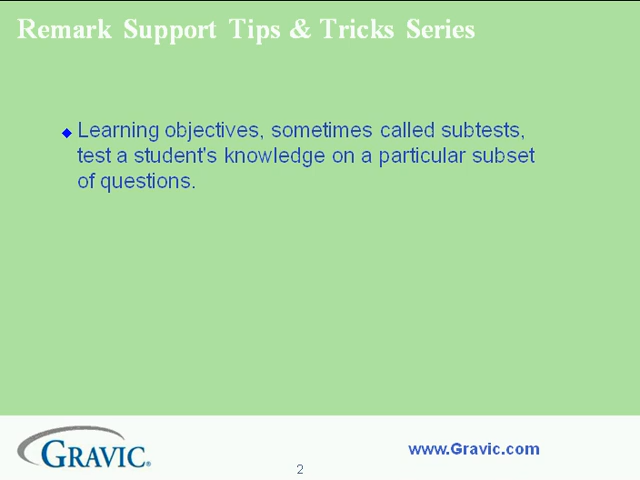 Remark Support Tips & Tricks Series
◆ Learning objectives, sometimes called subtests,
test a student's knowledge on a particular subset
of questions.
GRAVIC®
www.Gravic.com
2